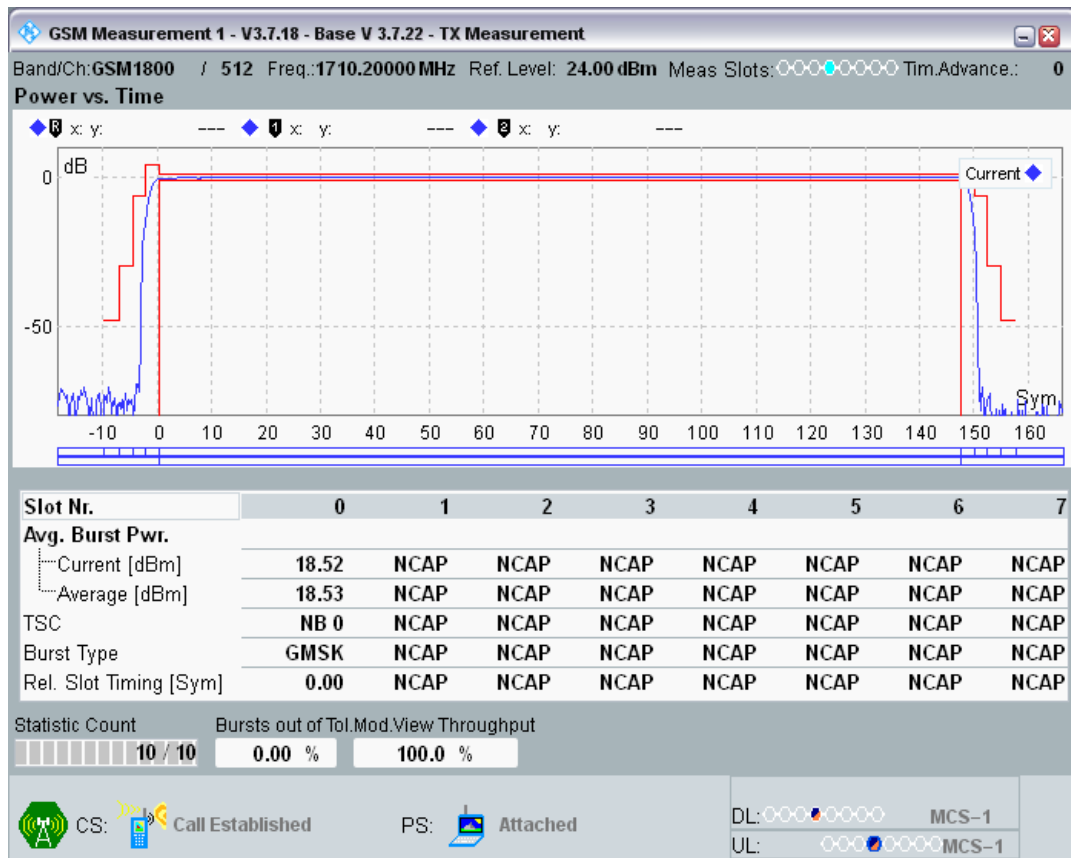 GSM Measurement 1 - V3.7.18 - Base V 3.7.22 - TX Measurement
Band/Ch:GSM1800 / 512 Freq.:1710.20000 MHz Ref. Level: 24.00 dBm Meas Slots: Tim.Advance.: 0
Power vs. Time
R x: y: --- 1 x: y: --- 2 x: y: ---
dB
Current
0
-50
Sym
-10 0 10 20 30 40 50 60 70 80 90 100 110 120 130 140 150 160
Slot Nr. 0 1 2 3 4 5 6 7
Avg. Burst Pwr.
Current [dBm] 18.52 NCAP NCAP NCAP NCAP NCAP NCAP NCAP
Average [dBm] 18.53 NCAP NCAP NCAP NCAP NCAP NCAP NCAP
TSC NB 0 NCAP NCAP NCAP NCAP NCAP NCAP NCAP
Burst Type GMSK NCAP NCAP NCAP NCAP NCAP NCAP NCAP
Rel. Slot Timing [Sym] 0.00 NCAP NCAP NCAP NCAP NCAP NCAP NCAP
Statistic Count Bursts out of Tol.Mod.View Throughput
10 / 10 0.00 % 100.0 %
CS: Call Established PS: Attached
DL: MCS-1
UL: MCS-1